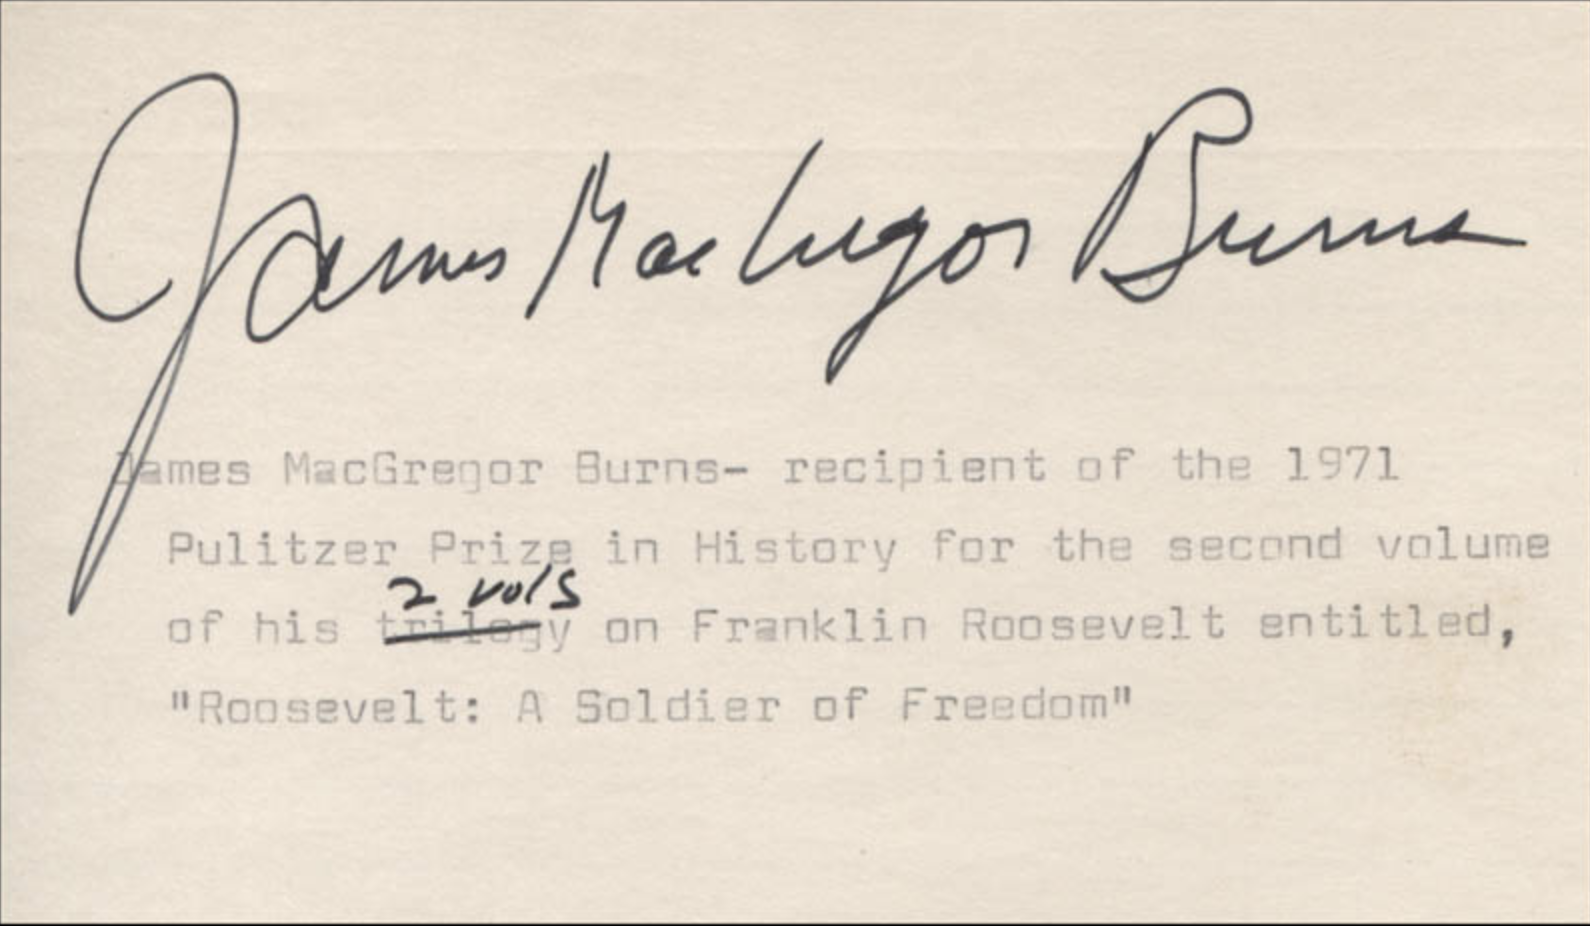 James MacGregor Burns
James MacGregor Burns- recipient of the 1971
Pulitzer Prize in History for the second volume
2 vols
of his trilogy on Franklin Roosevelt entitled,
"Roosevelt: A Soldier of Freedom"